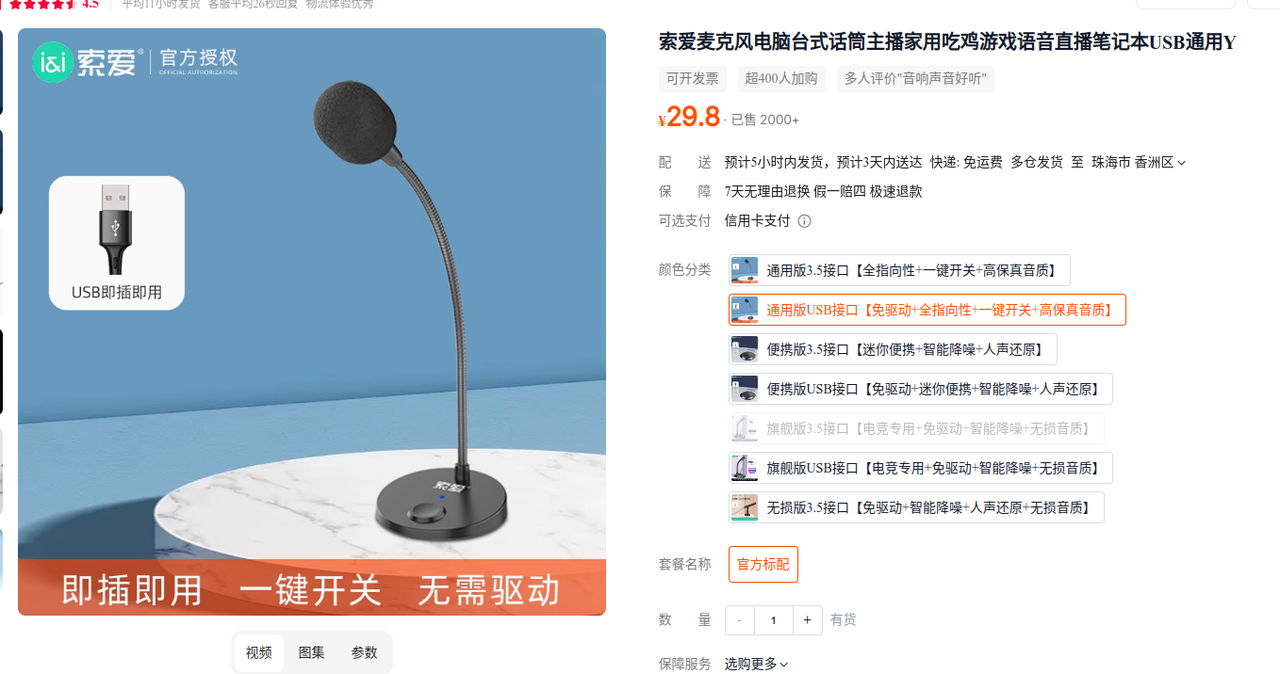 4.5 平均11小时发货 客服平均26秒回复 物流体验优秀
i&i 索爱® 官方授权
OFFICIAL AUTHORIZATION
USB即插即用
索爱
即插即用 一键开关 无需驱动
视频 图集 参数
索爱麦克风电脑台式话筒主播家用吃鸡游戏语音直播笔记本USB通用Y
可开发票 超400人加购 多人评价"音响声音好听"
¥29.8 · 已售 2000+
配 送 预计5小时内发货，预计3天内送达 快递: 免运费 多仓发货 至 珠海市 香洲区
保 障 7天无理由退换 假一赔四 极速退款
可选支付 信用卡支付
颜色分类 通用版3.5接口【全指向性+一键开关+高保真音质】
通用版USB接口【免驱动+全指向性+一键开关+高保真音质】
便携版3.5接口【迷你便携+智能降噪+人声还原】
便携版USB接口【免驱动+迷你便携+智能降噪+人声还原】
旗舰版3.5接口【电竞专用+免驱动+智能降噪+无损音质】
旗舰版USB接口【电竞专用+免驱动+智能降噪+无损音质】
无损版3.5接口【免驱动+智能降噪+人声还原+无损音质】
套餐名称 官方标配
数 量 - 1 + 有货
保障服务 选购更多